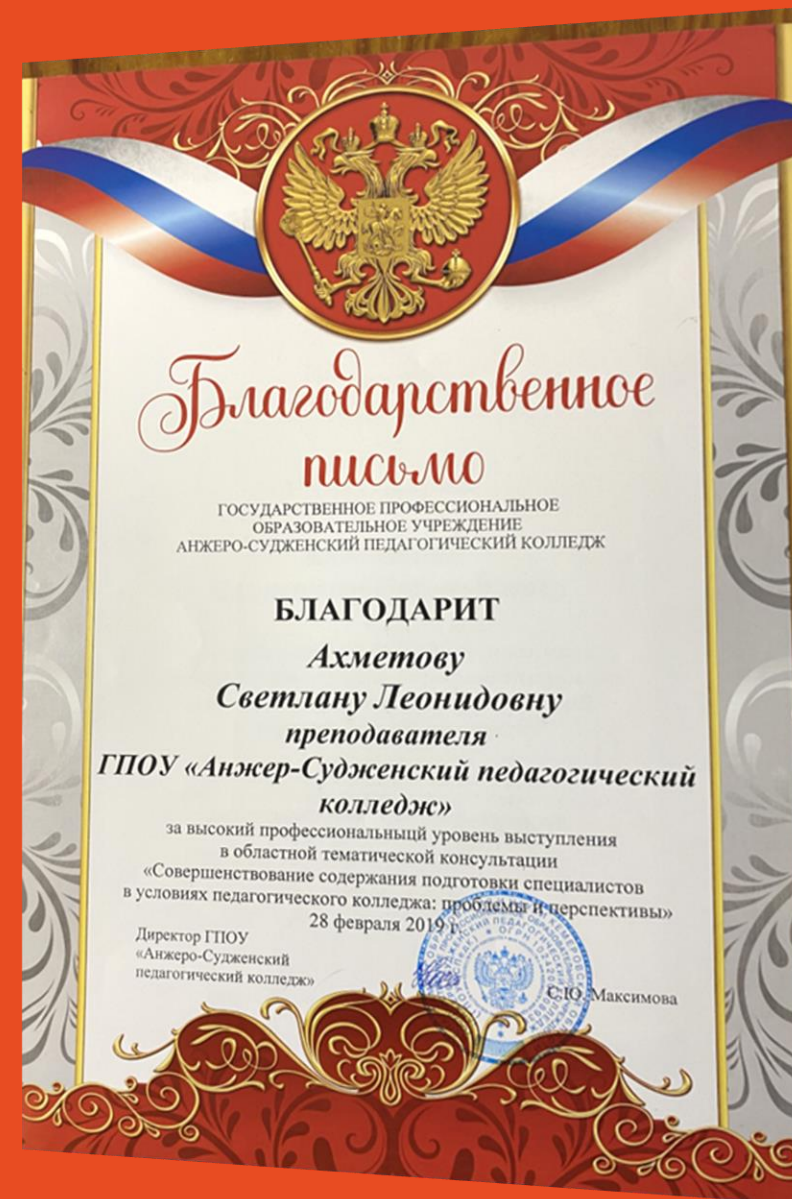 Благодарственное
письмо
ГОСУДАРСТВЕННОЕ ПРОФЕССИОНАЛЬНОЕ
ОБРАЗОВАТЕЛЬНОЕ УЧРЕЖДЕНИЕ
АНЖЕРО-СУДЖЕНСКИЙ ПЕДАГОГИЧЕСКИЙ КОЛЛЕДЖ
БЛАГОДАРИТ
Ахметову
Светлану Леонидовну
преподавателя
ГПОУ «Анжер-Судженский педагогический
колледж»
за высокий профессиональныцй уровень выступления
в областной тематической консультации
«Совершенствование содержания подготовки специалистов
в условиях педагогического колледжа: проблемы и перспективы»
28 февраля 2019 г.
Директор ГПОУ
«Анжеро-Судженский
педагогический колледж»
С.Ю. Максимова